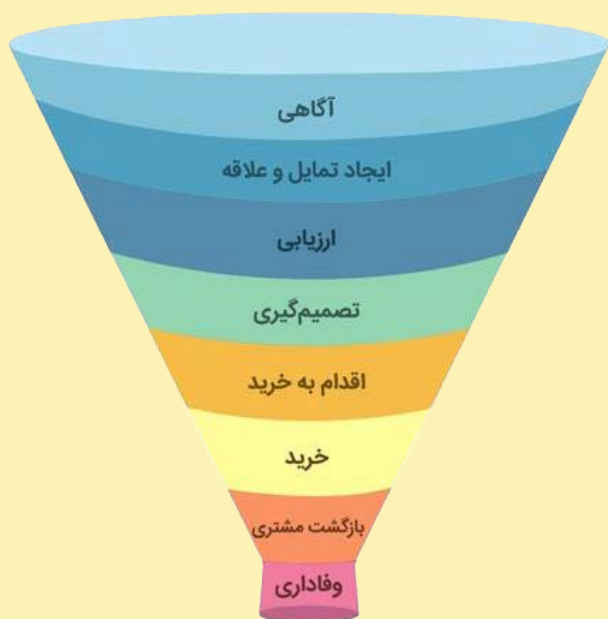 آگاهی
ایجاد تمایل و علاقه
ارزیابی
تصمیم‌گیری
اقدام به خرید
خرید
بازگشت مشتری
وفاداری